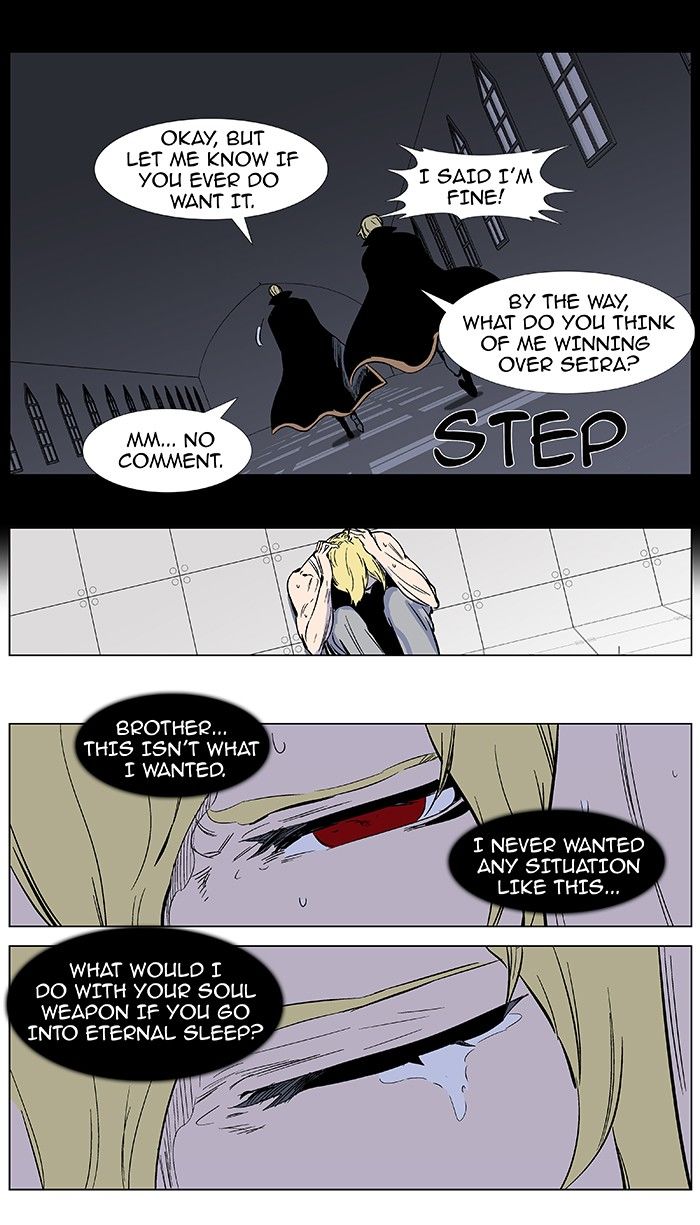 OKAY, BUT
LET ME KNOW IF
YOU EVER DO
WANT IT.
I SAID I'M
FINE!
BY THE WAY,
WHAT DO YOU THINK
OF ME WINNING
OVER SEIRA?
MM... NO
COMMENT.
STEP
BROTHER...
THIS ISN'T WHAT
I WANTED.
I NEVER WANTED
ANY SITUATION
LIKE THIS...
WHAT WOULD I
DO WITH YOUR SOUL
WEAPON IF YOU GO
INTO ETERNAL SLEEP?